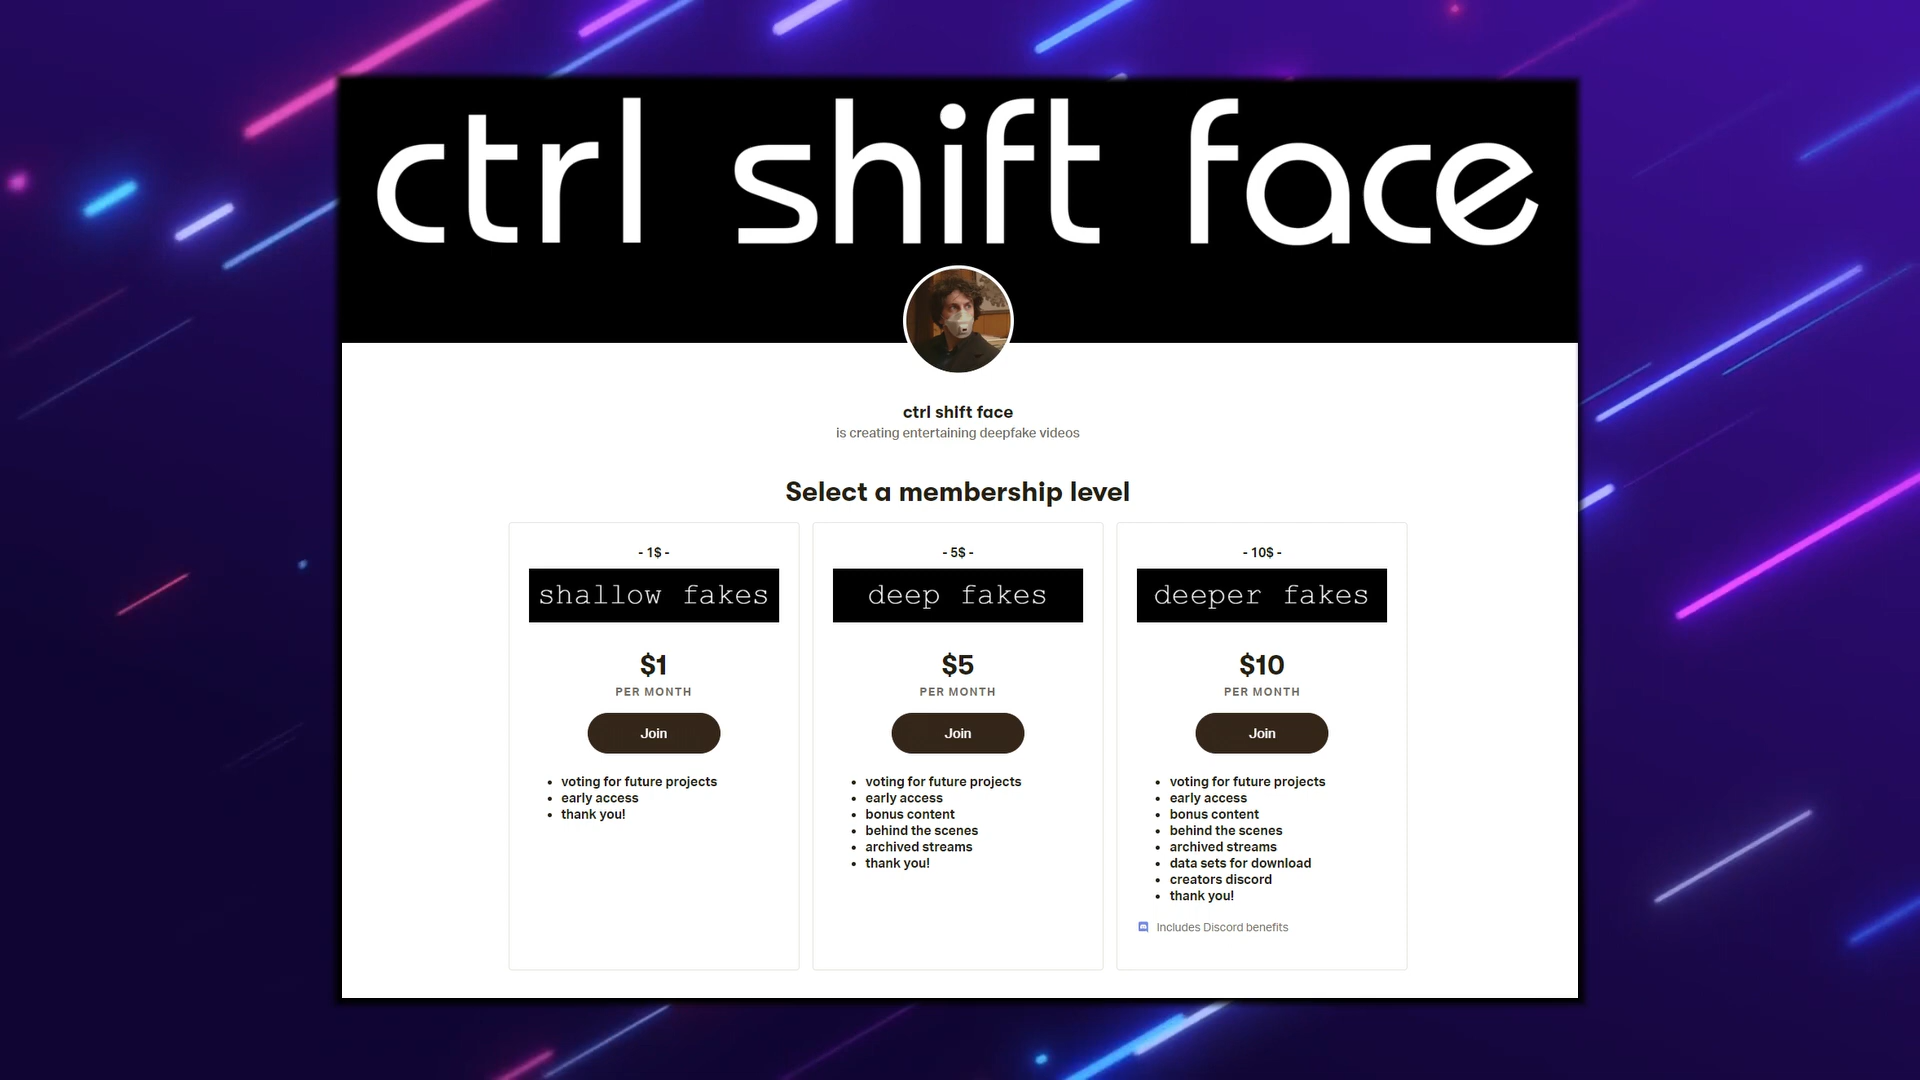 ctrl shift face
ctrl shift face
is creating entertaining deepfake videos
Select a membership level
- 1$ -
shallow fakes
$1
PER MONTH
Join
voting for future projects
early access
thank you!
- 5$ -
deep fakes
$5
PER MONTH
Join
voting for future projects
early access
bonus content
behind the scenes
archived streams
thank you!
- 10$ -
deeper fakes
$10
PER MONTH
Join
voting for future projects
early access
bonus content
behind the scenes
archived streams
data sets for download
creators discord
thank you!
Includes Discord benefits